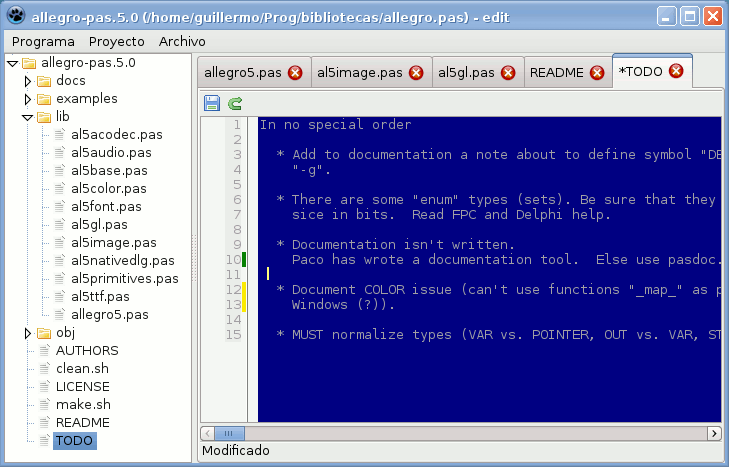 allegro-pas.5.0 (/home/guillermo/Prog/bibliotecas/allegro.pas) - edit
Programa Proyecto Archivo
allegro-pas.5.0
docs
examples
lib
al5acodec.pas
al5audio.pas
al5base.pas
al5color.pas
al5font.pas
al5gl.pas
al5image.pas
al5nativedlg.pas
al5primitives.pas
al5ttf.pas
allegro5.pas
obj
AUTHORS
clean.sh
LICENSE
make.sh
README
TODO
allegro5.pas al5image.pas al5gl.pas README *TODO
1 In no special order
2
3 * Add to documentation a note about to define symbol "DE
4 "-g".
5
6 * There are some "enum" types (sets). Be sure that they
7 sice in bits. Read FPC and Delphi help.
8
9 * Documentation isn't written.
10 Paco has wrote a documentation tool. Else use pasdoc.
11
12 * Document COLOR issue (can't use functions "_map_" as p
13 Windows (?)).
14
15 * MUST normalize types (VAR vs. POINTER, OUT vs. VAR, ST
Modificado